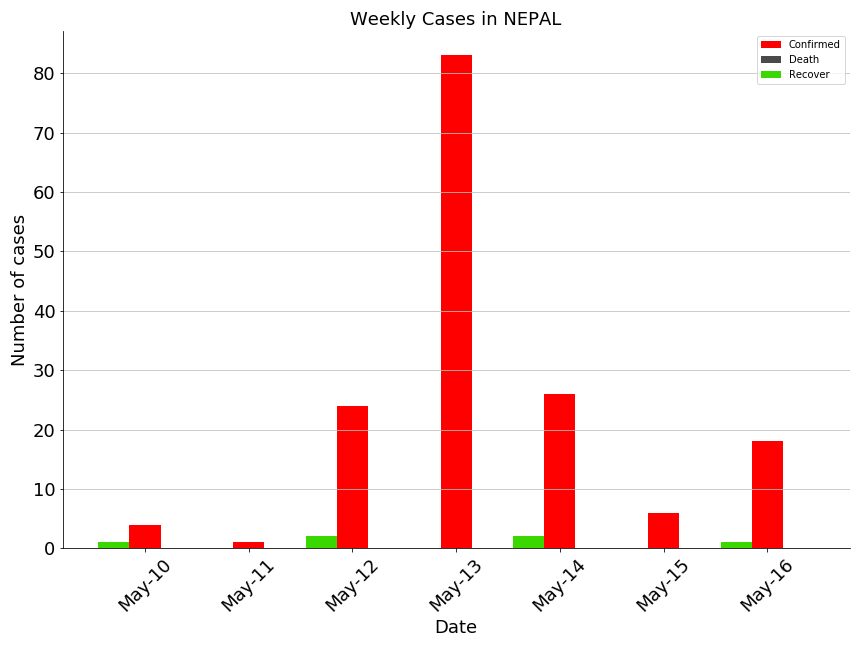 Weekly Cases in NEPAL
Confirmed
Death
Recover
Number of cases
80
70
60
50
40
30
20
10
0
May-10
May-11
May-12
May-13
May-14
May-15
May-16
Date